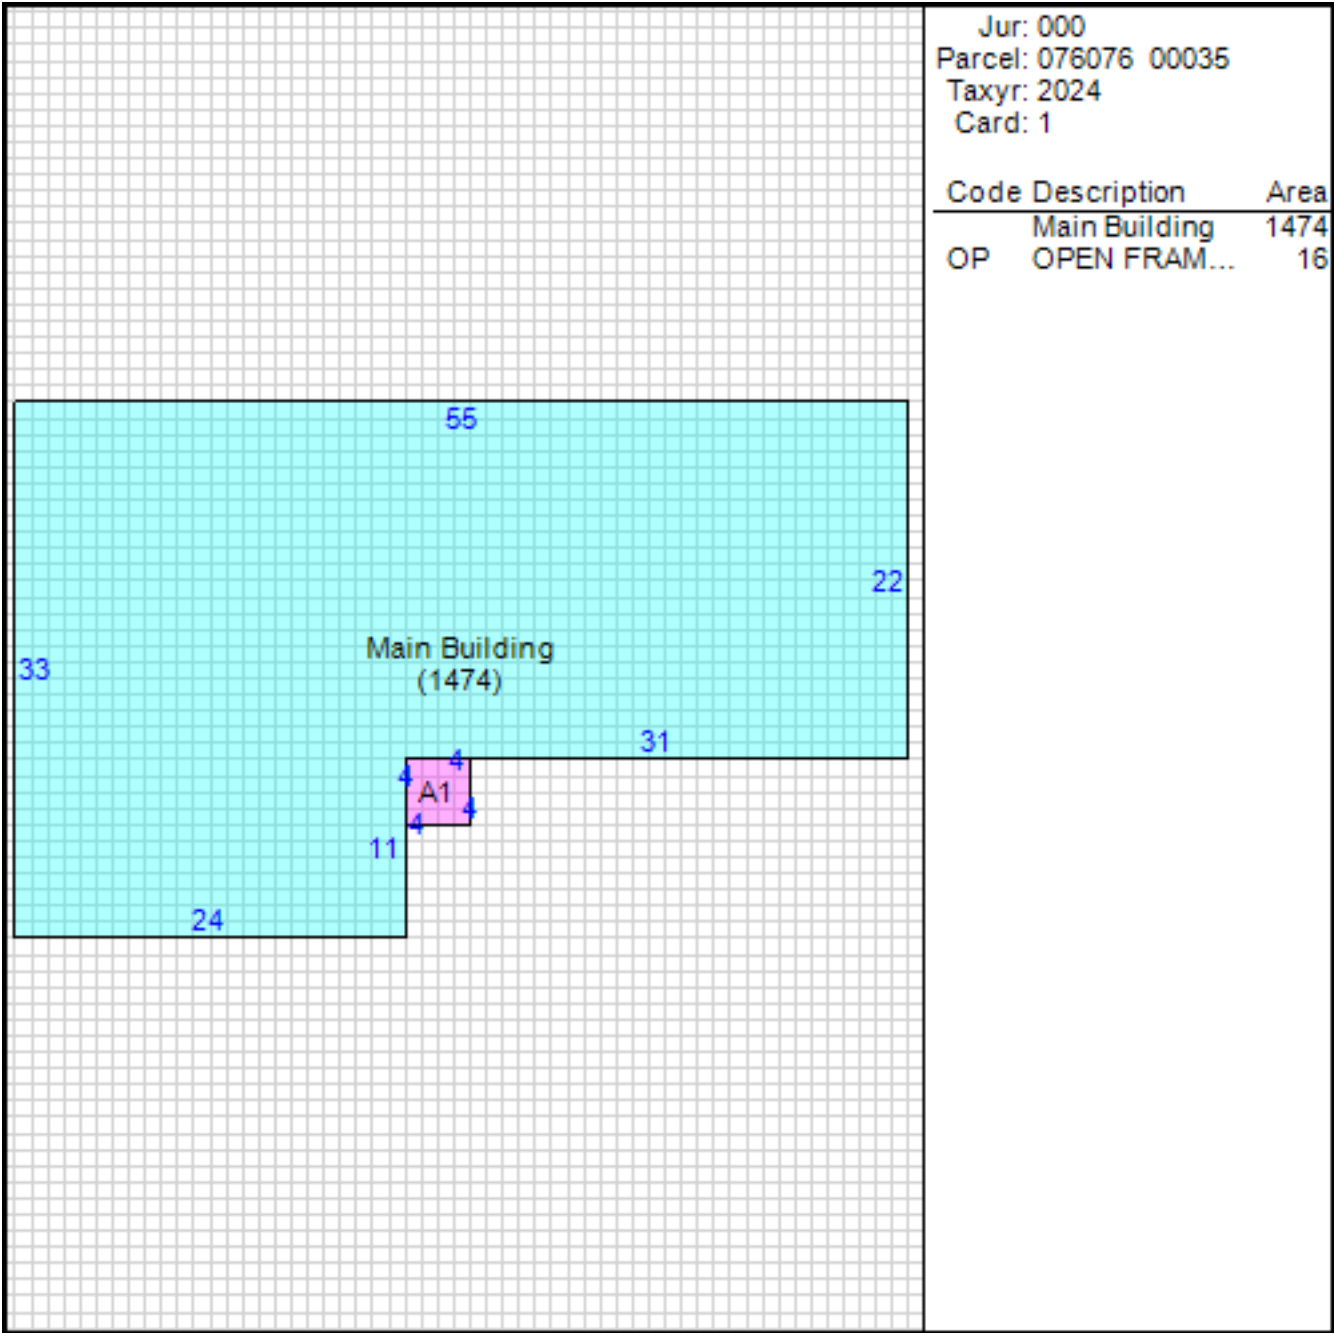 Jur: 000
Parcel: 076076 00035
Taxyr: 2024
Card: 1
Code Description Area
Main Building 1474
OP OPEN FRAM... 16
55
22
33
Main Building
(1474)
31
4
4
A1
4
4
11
24